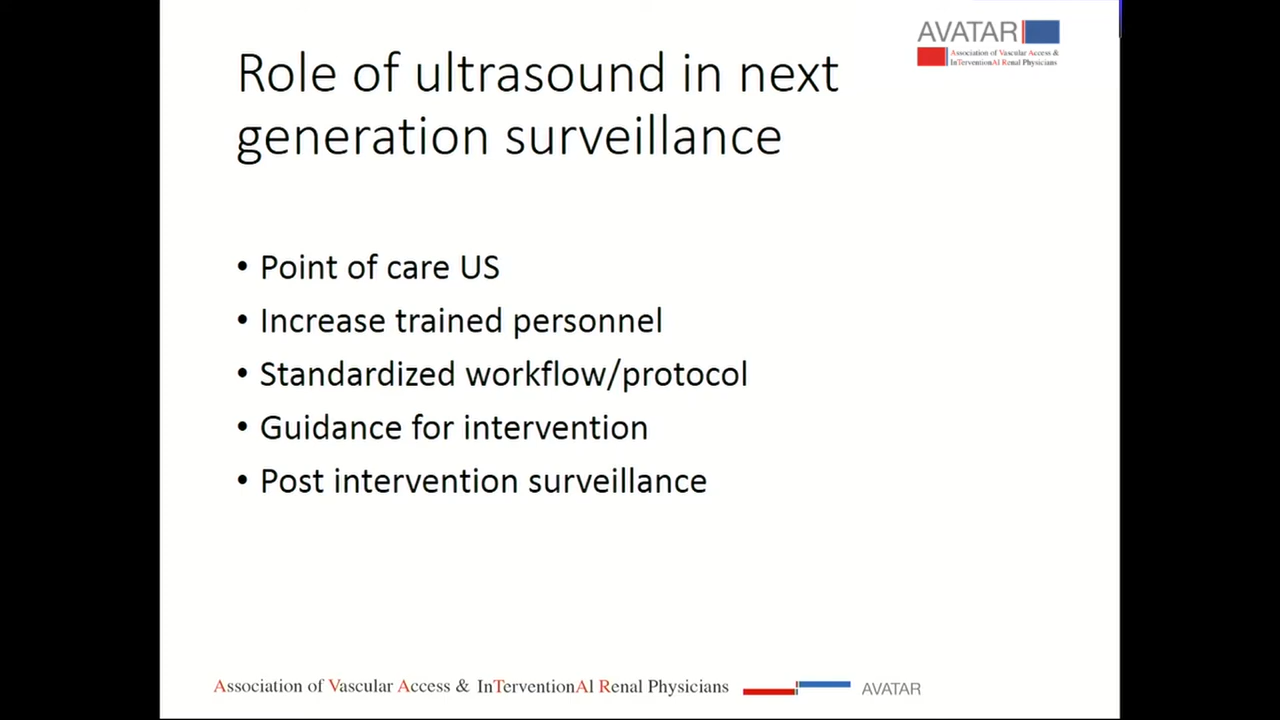 AVATAR
Association of Vascular Access &
InTerventionAl Renal Physicians
Role of ultrasound in next
generation surveillance
• Point of care US
• Increase trained personnel
• Standardized workflow/protocol
• Guidance for intervention
• Post intervention surveillance
Association of Vascular Access & InTerventionAl Renal Physicians AVATAR